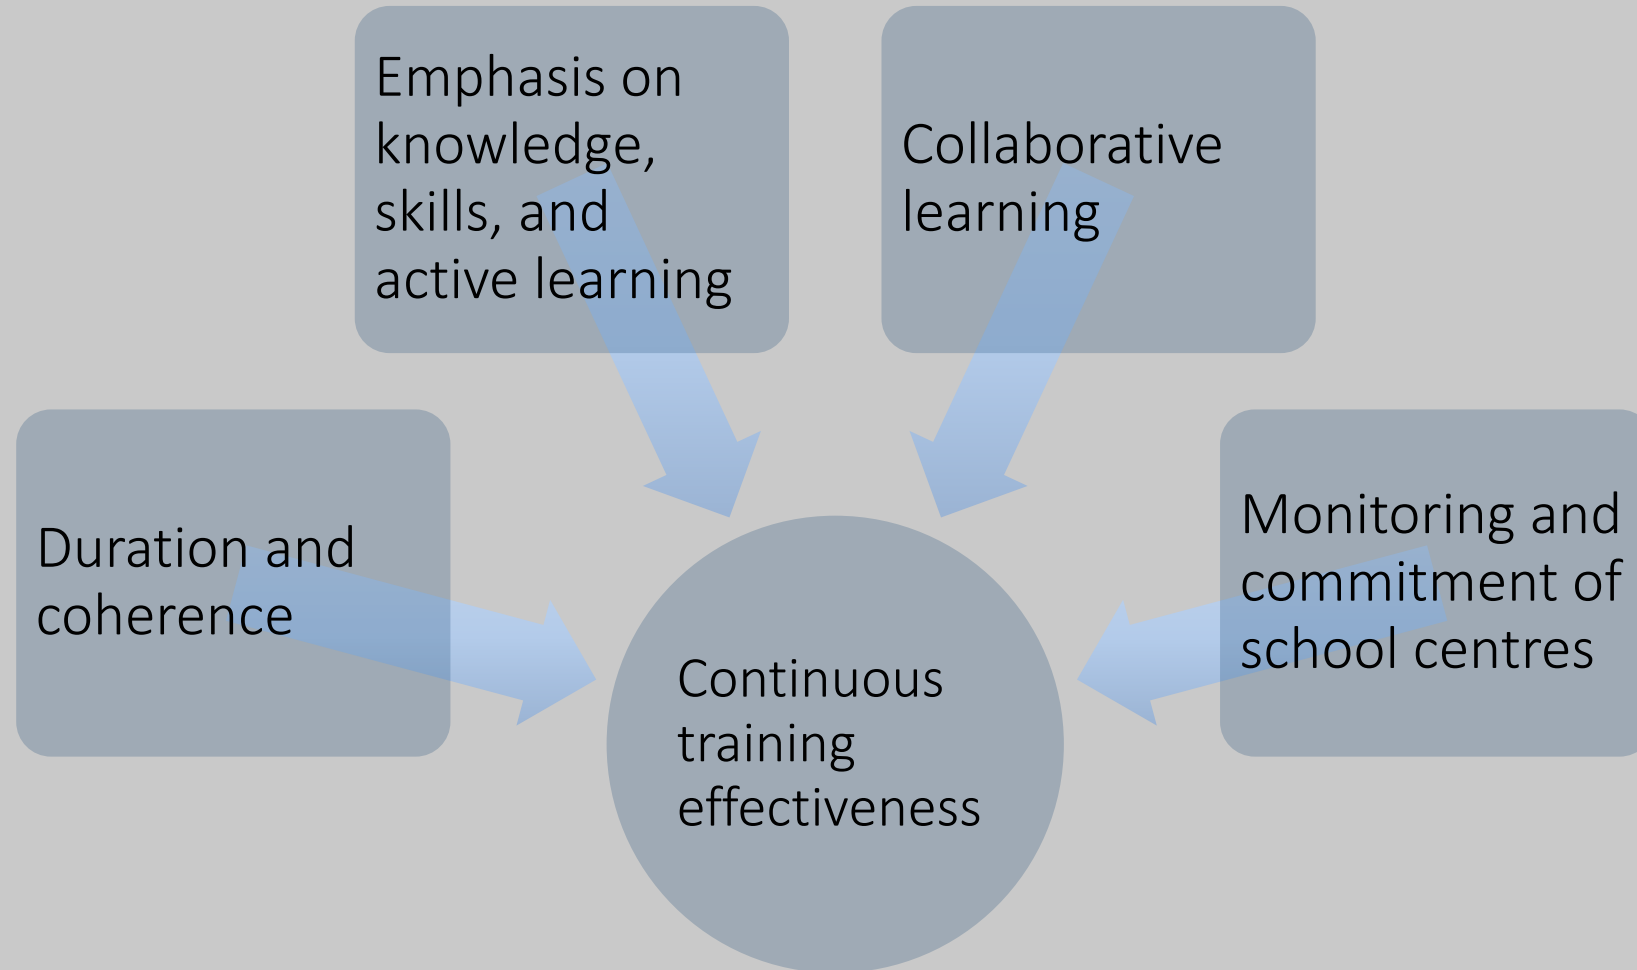 Emphasis on
knowledge,
skills, and
active learning
Collaborative
learning
Duration and
coherence
Monitoring and
commitment of
school centres
Continuous
training
effectiveness